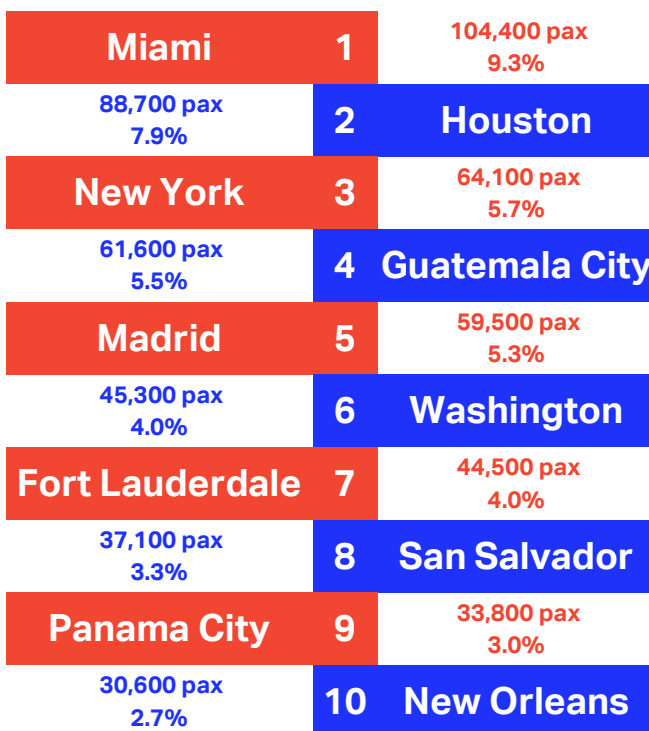 Miami 1 104,400 pax
9.3%
88,700 pax 2 Houston
7.9%
New York 3 64,100 pax
5.7%
61,600 pax 4 Guatemala City
5.5%
Madrid 5 59,500 pax
5.3%
45,300 pax 6 Washington
4.0%
Fort Lauderdale 7 44,500 pax
4.0%
37,100 pax 8 San Salvador
3.3%
Panama City 9 33,800 pax
3.0%
30,600 pax 10 New Orleans
2.7%